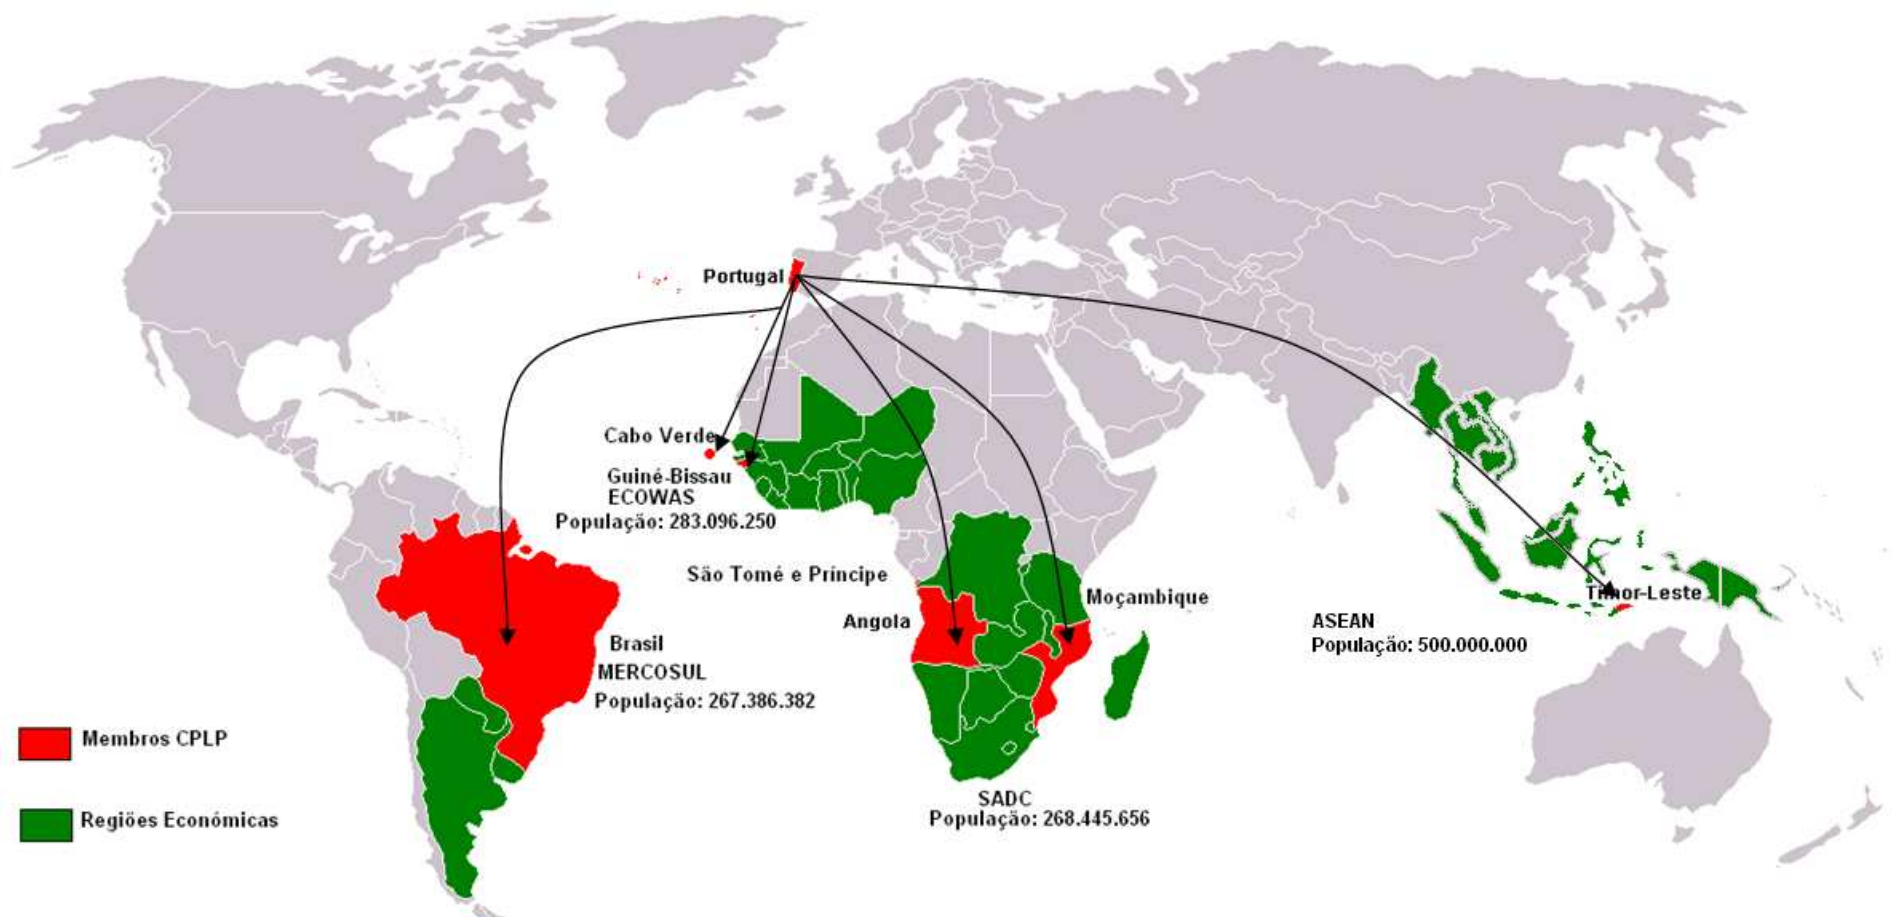 Portugal
Cabo Verde
Guiné-Bissau
ECOWAS
População: 283.096.250
São Tomé e Príncipe
Angola
Moçambique
Timor-Leste
ASEAN
População: 500.000.000
Brasil
MERCOSUL
População: 267.386.382
SADC
População: 268.445.656
Membros CPLP
Regiões Económicas